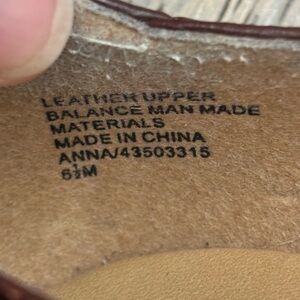 LEATHER UPPER
BALANCE MAN MADE
MATERIALS
MADE IN CHINA
ANNA/43503315
6½M